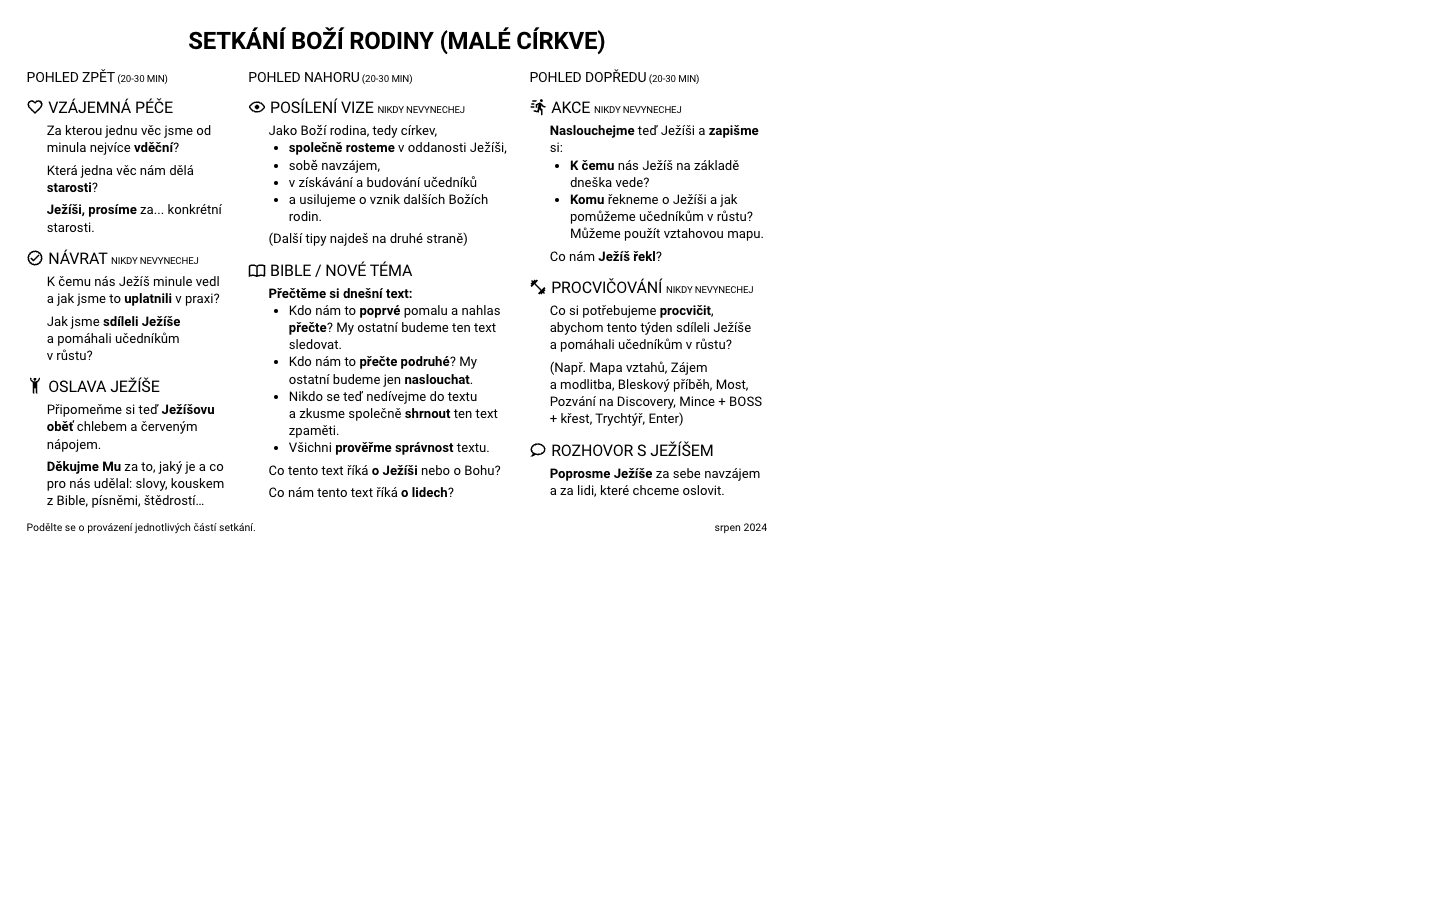 SETKÁNÍ BOŽÍ RODINY (MALÉ CÍRKVE)
POHLED ZPĚT (20-30 MIN)
VZÁJEMNÁ PÉČE
Za kterou jednu věc jsme od
minula nejvíce vděční?
Která jedna věc nám dělá
starosti?
Ježíši, prosíme za... konkrétní
starosti.
NÁVRAT NIKDY NEVYNECHEJ
K čemu nás Ježíš minule vedl
a jak jsme to uplatnili v praxi?
Jak jsme sdíleli Ježíše
a pomáhali učedníkům
v růstu?
OSLAVA JEŽÍŠE
Připomeňme si teď Ježíšovu
oběť chlebem a červeným
nápojem.
Děkujme Mu za to, jaký je a co
pro nás udělal: slovy, kouskem
z Bible, písněmi, štědrostí…
POHLED NAHORU (20-30 MIN)
POSÍLENÍ VIZE NIKDY NEVYNECHEJ
Jako Boží rodina, tedy církev,
• společně rosteme v oddanosti Ježíši,
• sobě navzájem,
• v získávání a budování učedníků
• a usilujeme o vznik dalších Božích
rodin.
(Další tipy najdeš na druhé straně)
BIBLE / NOVÉ TÉMA
Přečtěme si dnešní text:
• Kdo nám to poprvé pomalu a nahlas
přečte? My ostatní budeme ten text
sledovat.
• Kdo nám to přečte podruhé? My
ostatní budeme jen naslouchat.
• Nikdo se teď nedívejme do textu
a zkusme společně shrnout ten text
zpaměti.
• Všichni prověřme správnost textu.
Co tento text říká o Ježíši nebo o Bohu?
Co nám tento text říká o lidech?
POHLED DOPŘEDU (20-30 MIN)
AKCE NIKDY NEVYNECHEJ
Naslouchejme teď Ježíši a zapišme
si:
• K čemu nás Ježíš na základě
dneška vede?
• Komu řekneme o Ježíši a jak
pomůžeme učedníkům v růstu?
Můžeme použít vztahovou mapu.
Co nám Ježíš řekl?
PROCVIČOVÁNÍ NIKDY NEVYNECHEJ
Co si potřebujeme procvičit,
abychom tento týden sdíleli Ježíše
a pomáhali učedníkům v růstu?
(Např. Mapa vztahů, Zájem
a modlitba, Bleskový příběh, Most,
Pozvání na Discovery, Mince + BOSS
+ křest, Trychtýř, Enter)
ROZHOVOR S JEŽÍŠEM
Poprosme Ježíše za sebe navzájem
a za lidi, které chceme oslovit.
Podělte se o provázení jednotlivých částí setkání.
srpen 2024